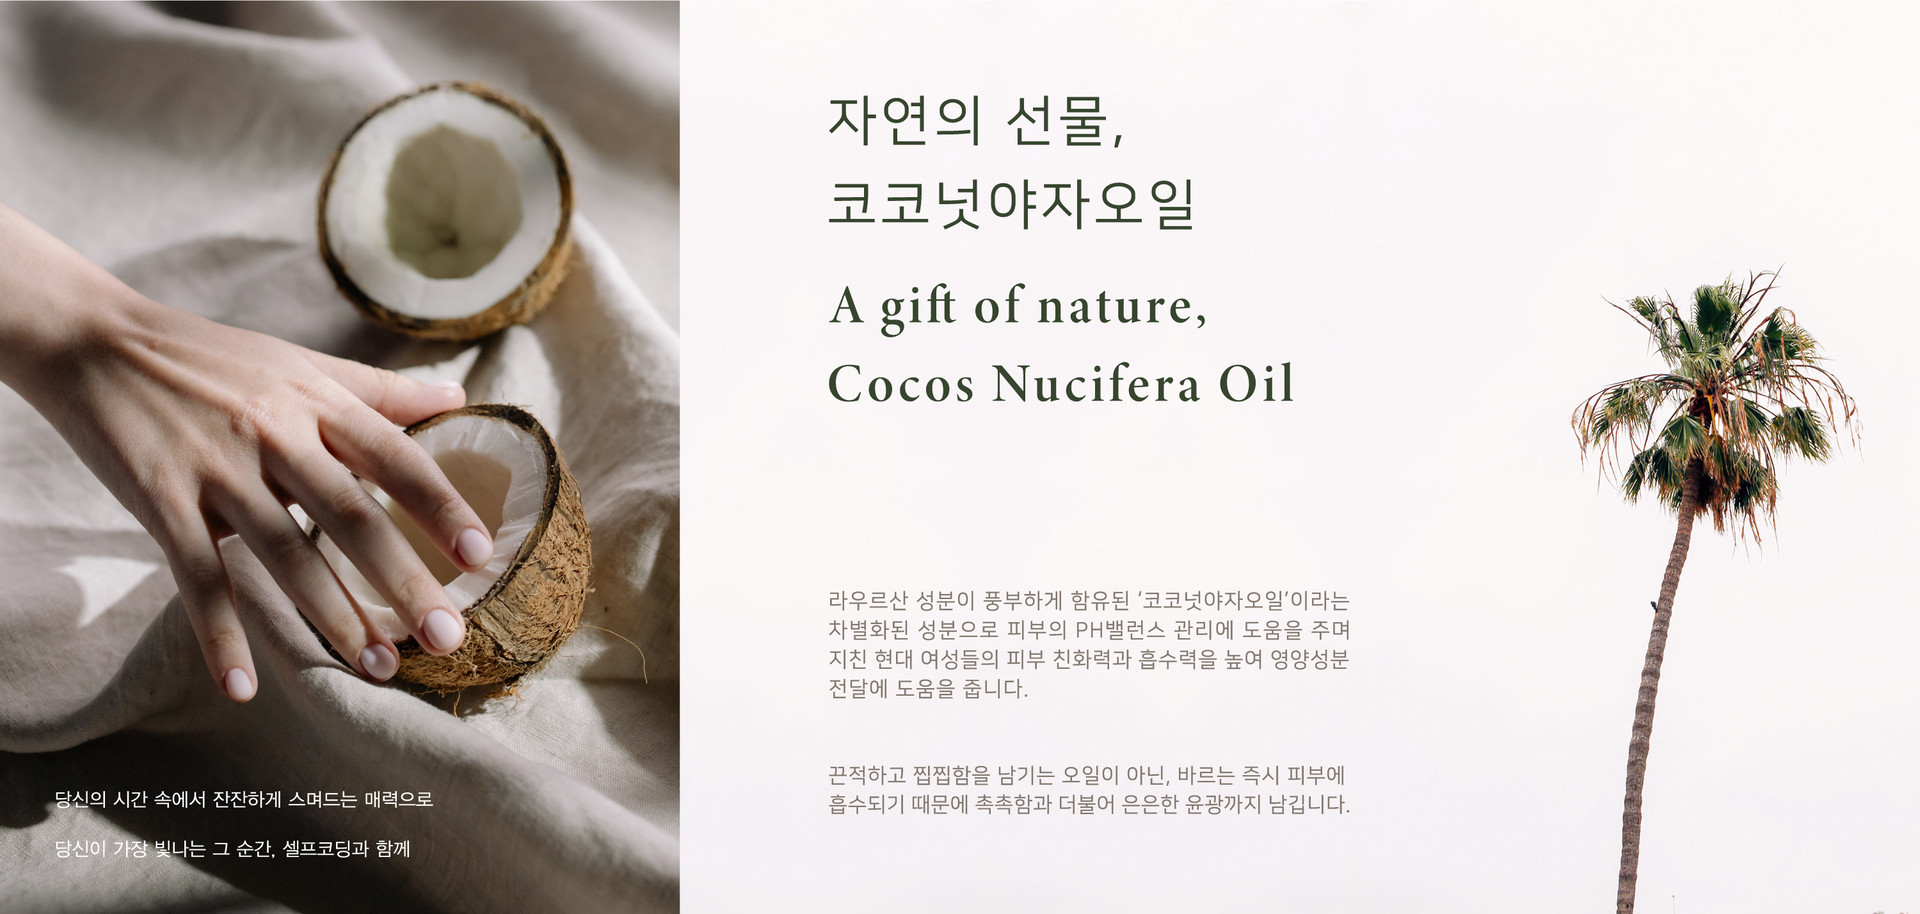 자연의 선물,
코코넛야자오일
A gift of nature,
Cocos Nucifera Oil
라우르산 성분이 풍부하게 함유된 ‘코코넛야자오일’이라는
차별화된 성분으로 피부의 PH밸런스 관리에 도움을 주며
지친 현대 여성들의 피부 친화력과 흡수력을 높여 영양성분
전달에 도움을 줍니다.
끈적하고 찝찝함을 남기는 오일이 아닌, 바르는 즉시 피부에
흡수되기 때문에 촉촉함과 더불어 은은한 윤광까지 남깁니다.
당신의 시간 속에서 잔잔하게 스며드는 매력으로
당신이 가장 빛나는 그 순간, 셀프코딩과 함께